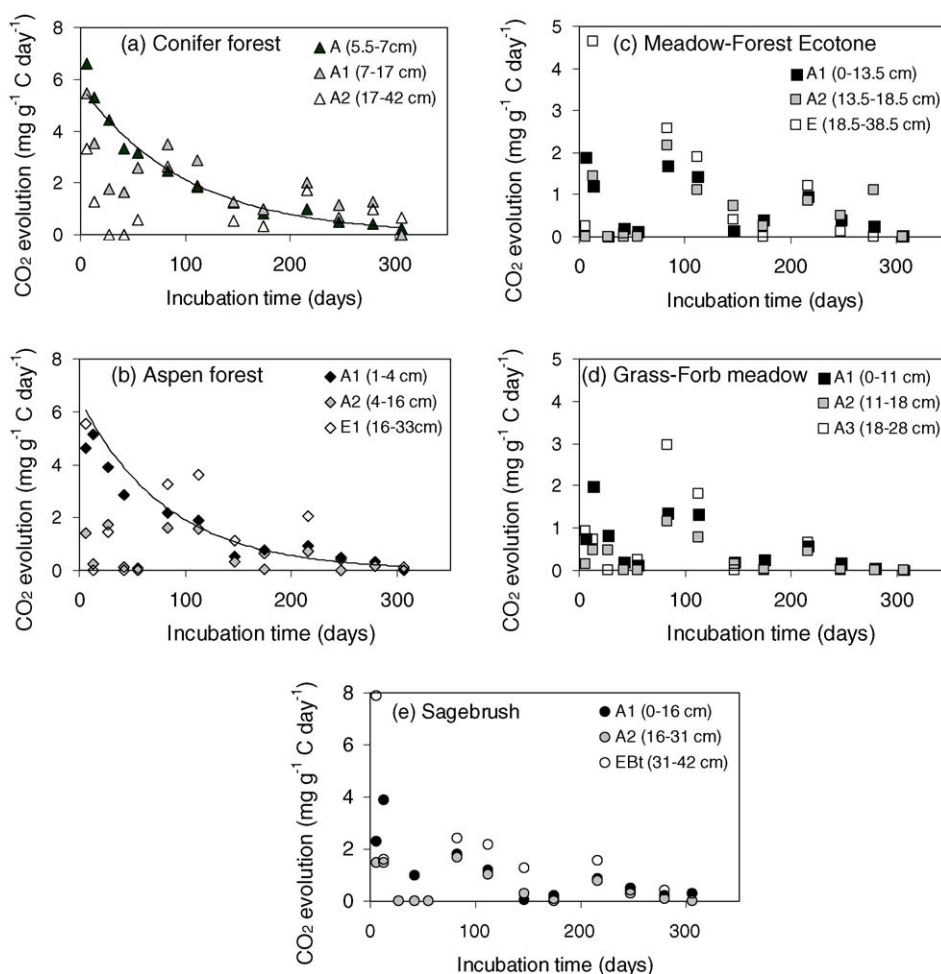 (a) Conifer forest
A (5.5-7cm)
A1 (7-17 cm)
A2 (17-42 cm)
8
6
4
2
0
CO2 evolution (mg g-1 C day-1)
0 100 200 300
Incubation time (days)
(c) Meadow-Forest Ecotone
A1 (0-13.5 cm)
A2 (13.5-18.5 cm)
E (18.5-38.5 cm)
5
4
3
2
1
0
CO2 evolution (mg g-1 C day-1)
0 100 200 300
Incubation time (days)
(b) Aspen forest
A1 (1-4 cm)
A2 (4-16 cm)
E1 (16-33cm)
8
6
4
2
0
CO2 evolution (mg g-1 C day-1)
0 100 200 300
Incubation time (days)
(d) Grass-Forb meadow
A1 (0-11 cm)
A2 (11-18 cm)
A3 (18-28 cm)
5
4
3
2
1
0
CO2 evolution (mg g-1 C day-1)
0 100 200 300
Incubation time (days)
(e) Sagebrush
A1 (0-16 cm)
A2 (16-31 cm)
EBt (31-42 cm)
8
6
4
2
0
CO2 evolution (mg g-1 C day-1)
0 100 200 300
Incubation time (days)